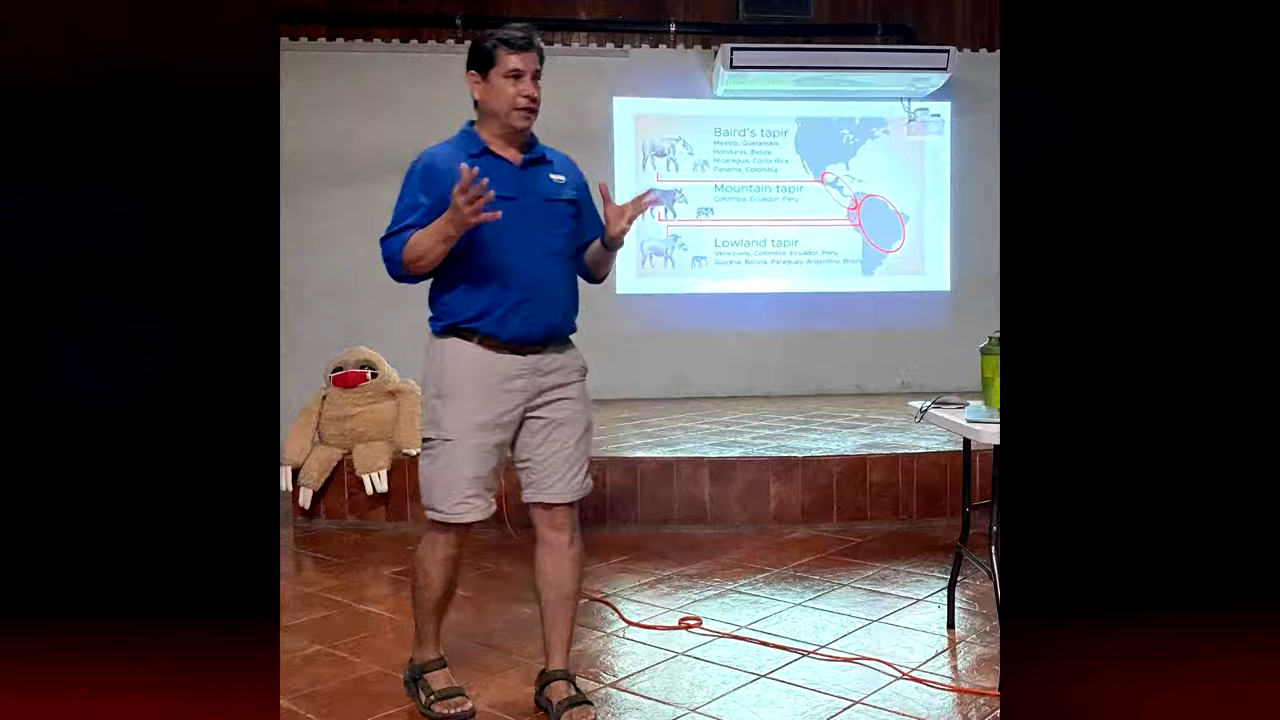 Baird's tapir
Mexico, Guatamala
Honduras, Belize,
Nicaragua, Costa Rica,
Panama, Colombia
Mountain tapir
Colombia, Ecuador, Peru
Lowland tapir
Venezuela, Colombia, Ecuador, Peru,
Guyana, Bolivia, Paraguay, Argentina, Brazil